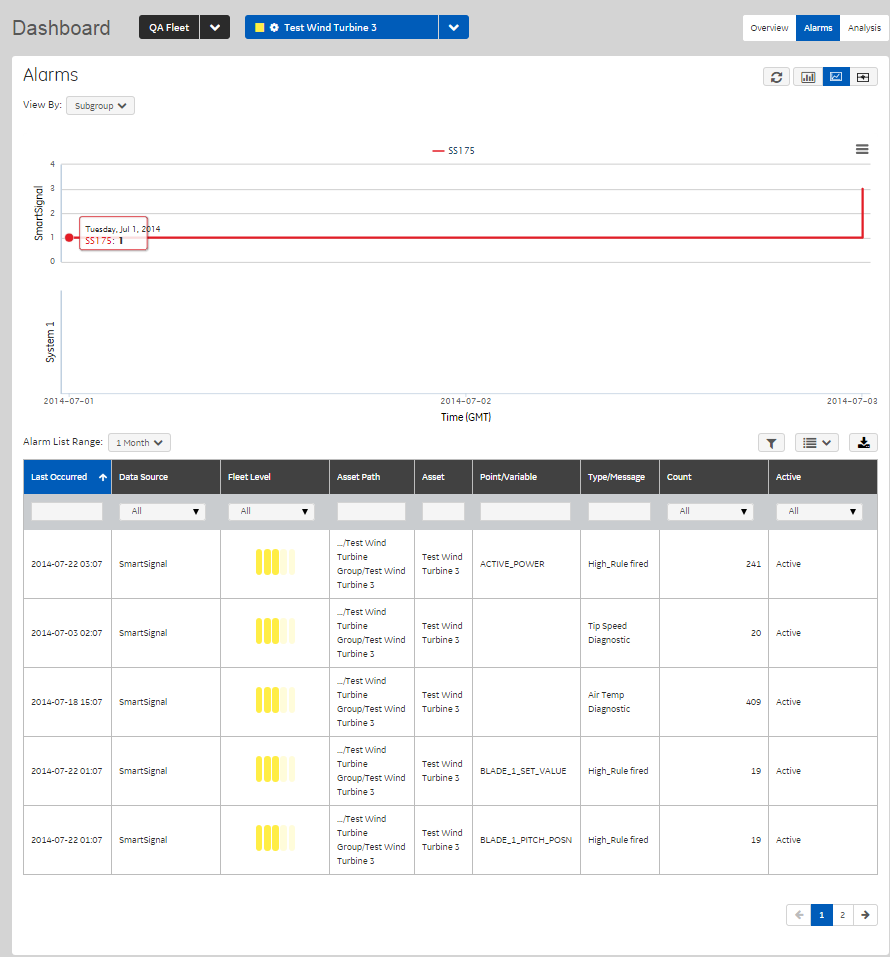 Dashboard
QA Fleet
Test Wind Turbine 3
Overview Alarms Analysis
Alarms
View By: Subgroup
SS175
SmartSignal
4
3
2
1
0
Tuesday, Jul 1, 2014
SS175: 1
System 1
2014-07-01 2014-07-02 2014-07-03
Time (GMT)
Alarm List Range: 1 Month
Last Occurred Data Source Fleet Level Asset Path Asset Point/Variable Type/Message Count Active
All All All All
2014-07-22 03:07 SmartSignal .../Test Wind Turbine Group/Test Wind Turbine 3 Test Wind Turbine 3 ACTIVE_POWER High_Rule fired 241 Active
2014-07-03 02:07 SmartSignal .../Test Wind Turbine Group/Test Wind Turbine 3 Test Wind Turbine 3 Tip Speed Diagnostic 20 Active
2014-07-18 15:07 SmartSignal .../Test Wind Turbine Group/Test Wind Turbine 3 Test Wind Turbine 3 Air Temp Diagnostic 409 Active
2014-07-22 01:07 SmartSignal .../Test Wind Turbine Group/Test Wind Turbine 3 Test Wind Turbine 3 BLADE_1_SET_VALUE High_Rule fired 19 Active
2014-07-22 01:07 SmartSignal .../Test Wind Turbine Group/Test Wind Turbine 3 Test Wind Turbine 3 BLADE_1_PITCH_POSN High_Rule fired 19 Active
1 2